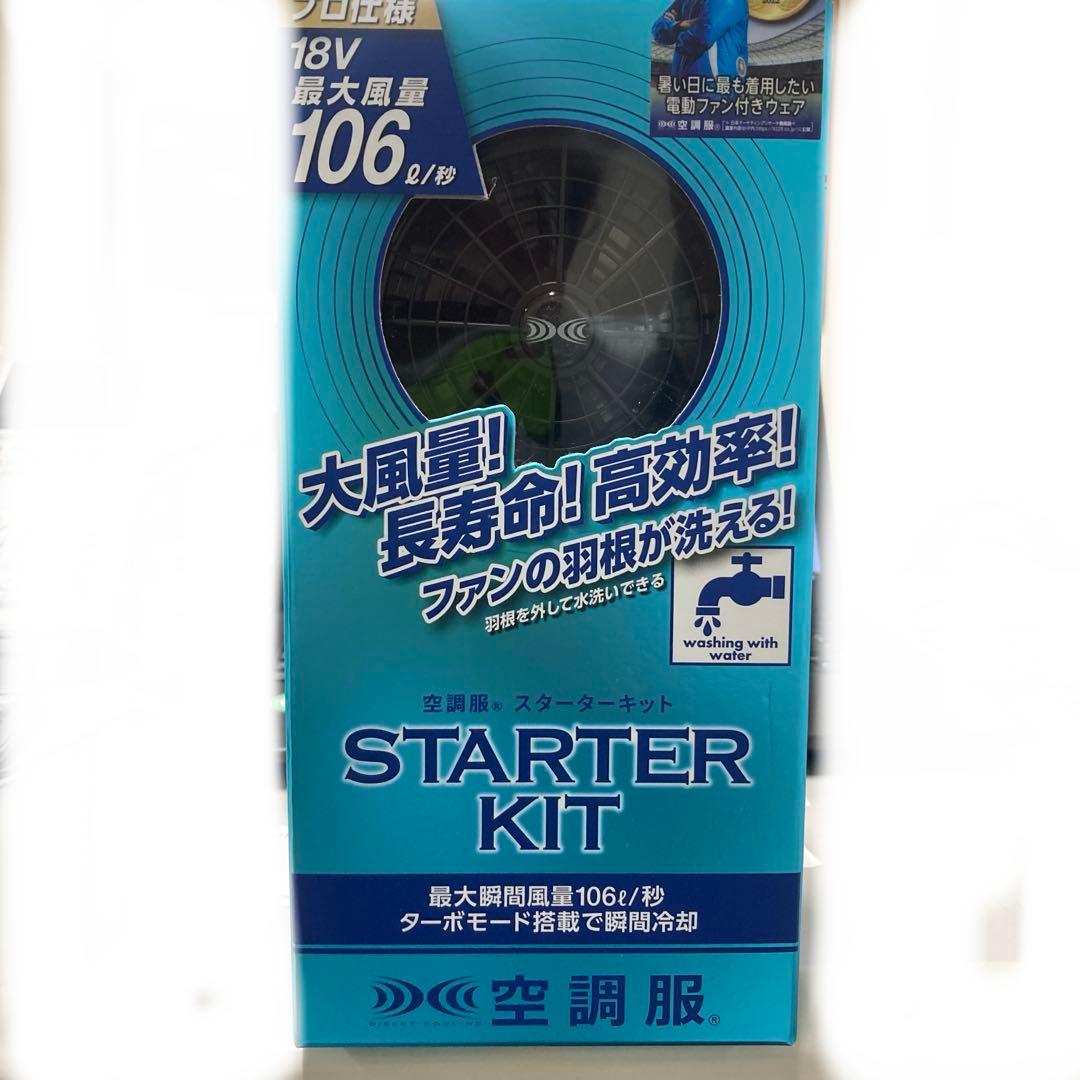 プロ仕様
18V
最大風量
106ℓ/秒
暑い日に最も着用したい
電動ファン付きウェア
空調服®
大風量!
長寿命!高効率!
ファンの羽根が洗える!
羽根を外して水洗いできる
washing with
water
空調服® スターターキット
STARTER
KIT
最大瞬間風量106ℓ/秒
ターボモード搭載で瞬間冷却
DIRECT COOLING
空調服®